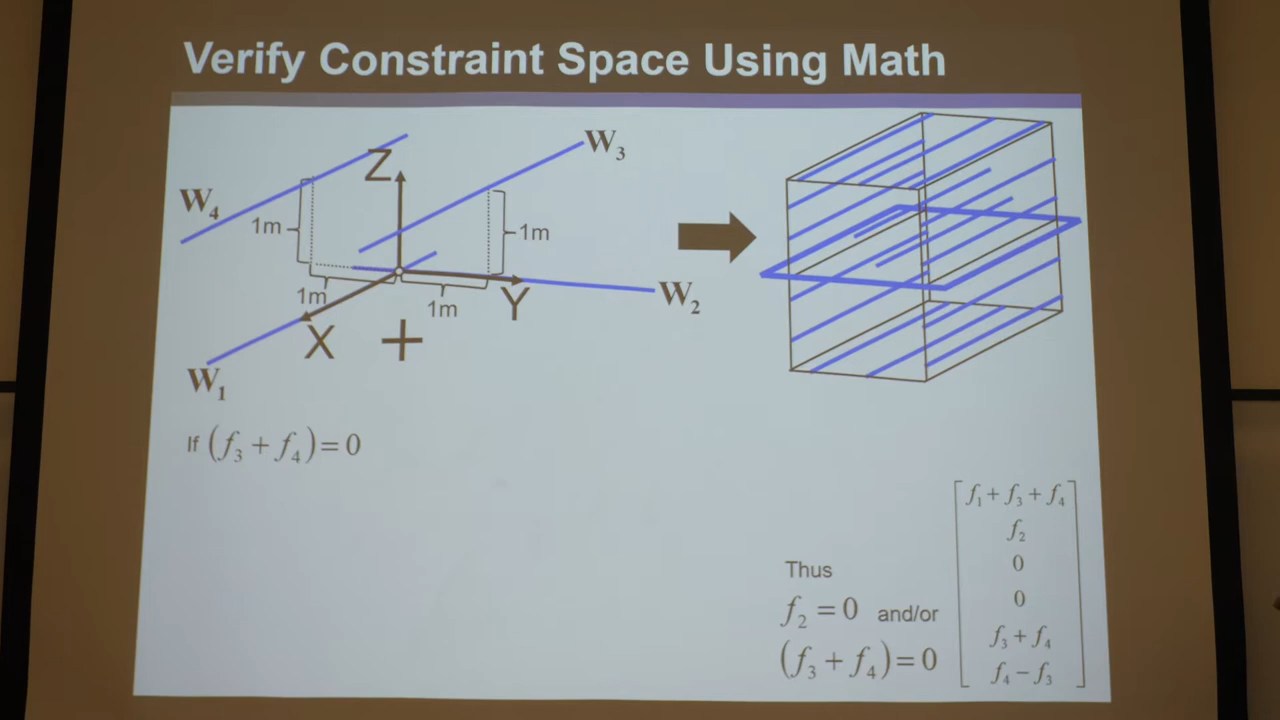 Verify Constraint Space Using Math
W₃
Z
W₄
1m
1m
1m
1m
Y
W₂
X
+
W₁
If (f₃ + f₄) = 0
Thus
f₂ = 0 and/or
(f₃ + f₄) = 0
f₁ + f₃ + f₄
f₂
0
0
f₃ + f₄
f₄ − f₃